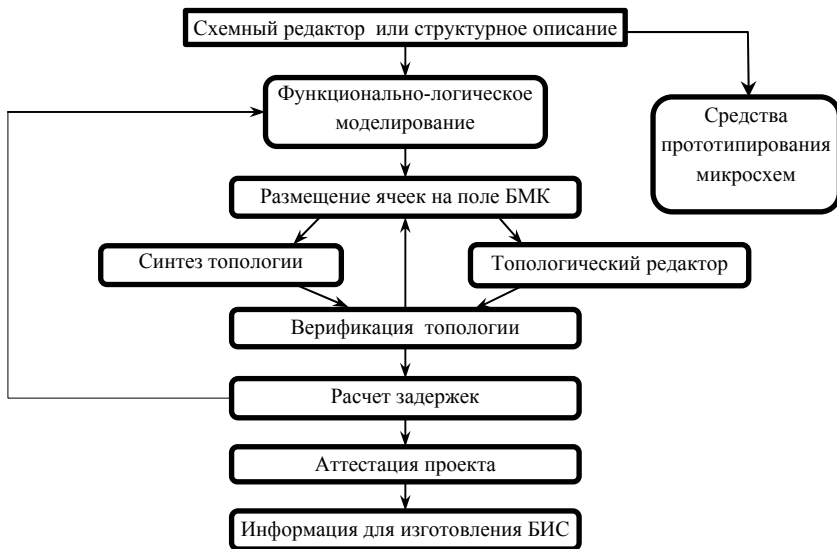 Схемный редактор или структурное описание
Функционально-логическое
моделирование
Средства
прототипирования
микросхем
Размещение ячеек на поле БМК
Синтез топологии
Топологический редактор
Верификация топологии
Расчет задержек
Аттестация проекта
Информация для изготовления БИС